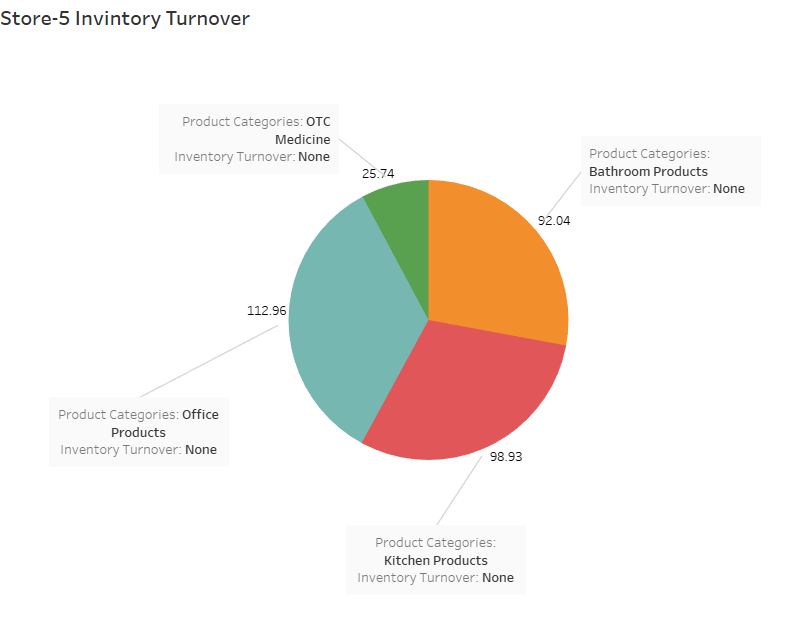 Store-5 Invintory Turnover
Product Categories: OTC
Medicine
Inventory Turnover: None
25.74
Product Categories:
Bathroom Products
Inventory Turnover: None
92.04
112.96
Product Categories: Office
Products
Inventory Turnover: None
98.93
Product Categories:
Kitchen Products
Inventory Turnover: None